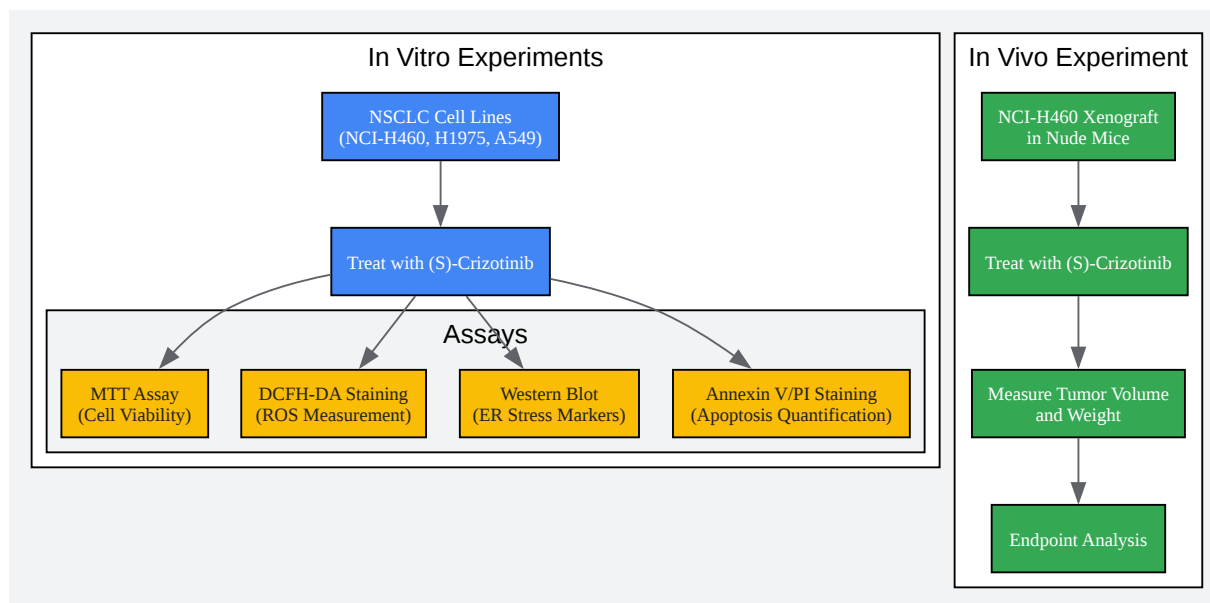 In Vitro Experiments
NSCLC Cell Lines
(NCI-H460, H1975, A549)
Treat with (S)-Crizotinib
Assays
MTT Assay
(Cell Viability)
DCFH-DA Staining
(ROS Measurement)
Western Blot
(ER Stress Markers)
Annexin V/PI Staining
(Apoptosis Quantification)
In Vivo Experiment
NCI-H460 Xenograft
in Nude Mice
Treat with (S)-Crizotinib
Measure Tumor Volume
and Weight
Endpoint Analysis